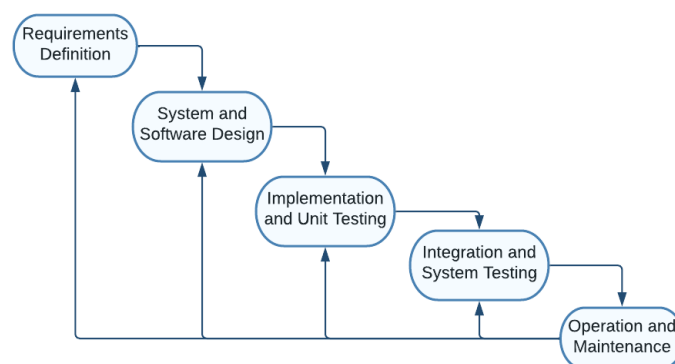 Requirements
Definition
System and
Software Design
Implementation
and Unit Testing
Integration and
System Testing
Operation and
Maintenance